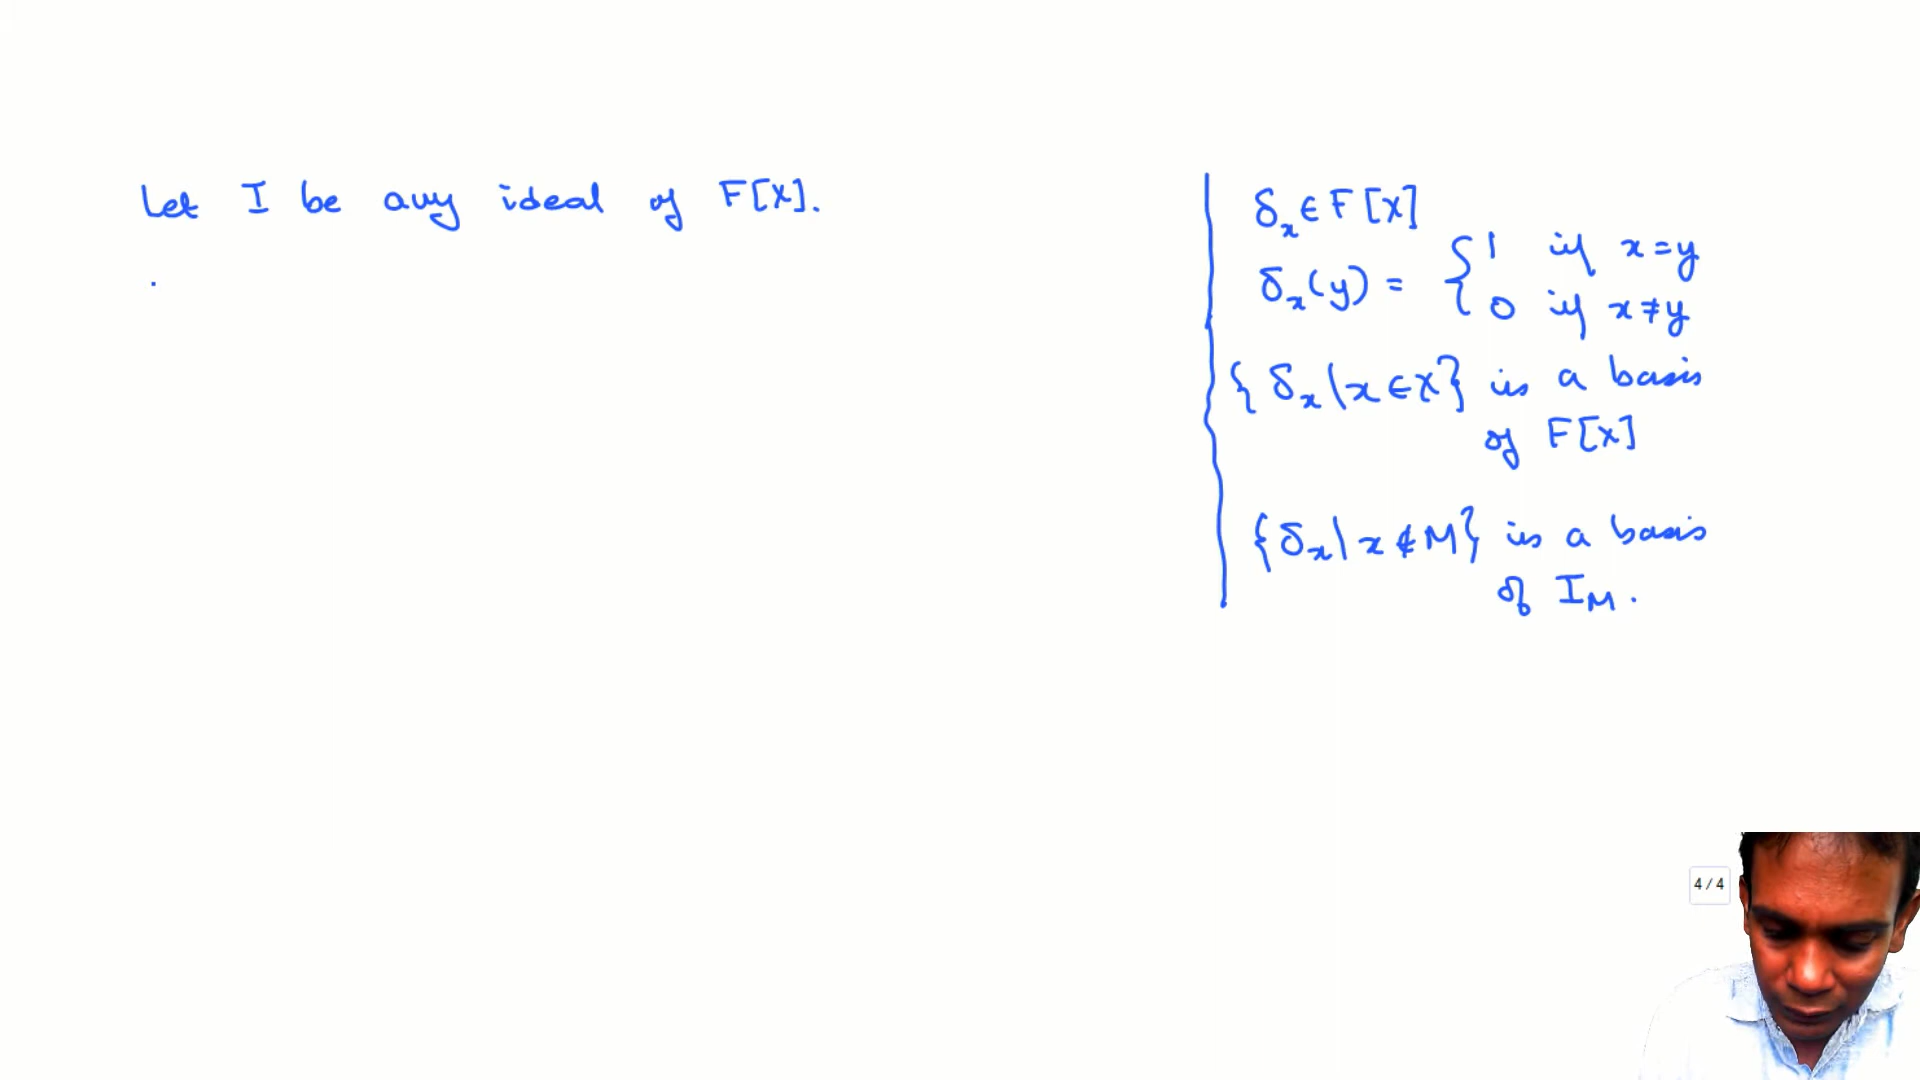 Let I be any ideal of F[X].
δ_x ∈ F[X]
δ_x(y) = { 1 if x = y
0 if x ≠ y
{ δ_x | x ∈ X } is a basis
of F[X]
{ δ_x | x ∉ M } is a basis
of I_M .
4 / 4